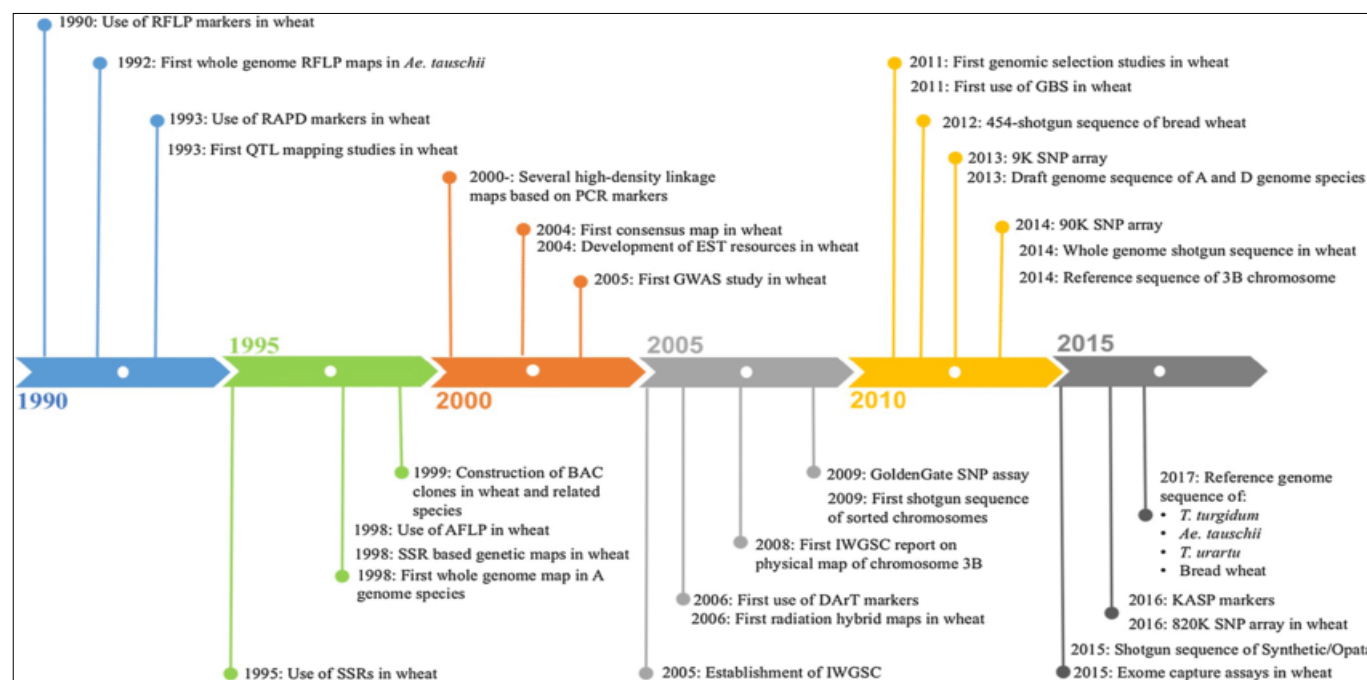 1990: Use of RFLP markers in wheat
1992: First whole genome RFLP maps in Ae. tauschii
1993: Use of RAPD markers in wheat
1993: First QTL mapping studies in wheat
2000-: Several high-density linkage
maps based on PCR markers
2004: First consensus map in wheat
2004: Development of EST resources in wheat
2005: First GWAS study in wheat
2011: First genomic selection studies in wheat
2011: First use of GBS in wheat
2012: 454-shotgun sequence of bread wheat
2013: 9K SNP array
2013: Draft genome sequence of A and D genome species
2014: 90K SNP array
2014: Whole genome shotgun sequence in wheat
2014: Reference sequence of 3B chromosome
1990
1995
2000
2005
2010
2015
1999: Construction of BAC
clones in wheat and related
species
1998: Use of AFLP in wheat
1998: SSR based genetic maps in wheat
1998: First whole genome map in A
genome species
1995: Use of SSRs in wheat
2009: GoldenGate SNP assay
2009: First shotgun sequence
of sorted chromosomes
2008: First IWGSC report on
physical map of chromosome 3B
2006: First use of DArT markers
2006: First radiation hybrid maps in wheat
2005: Establishment of IWGSC
2017: Reference genome
sequence of:
• T. turgidum
• Ae. tauschii
• T. urartu
• Bread wheat
2016: KASP markers
2016: 820K SNP array in wheat
2015: Shotgun sequence of Synthetic/Opata
2015: Exome capture assays in wheat